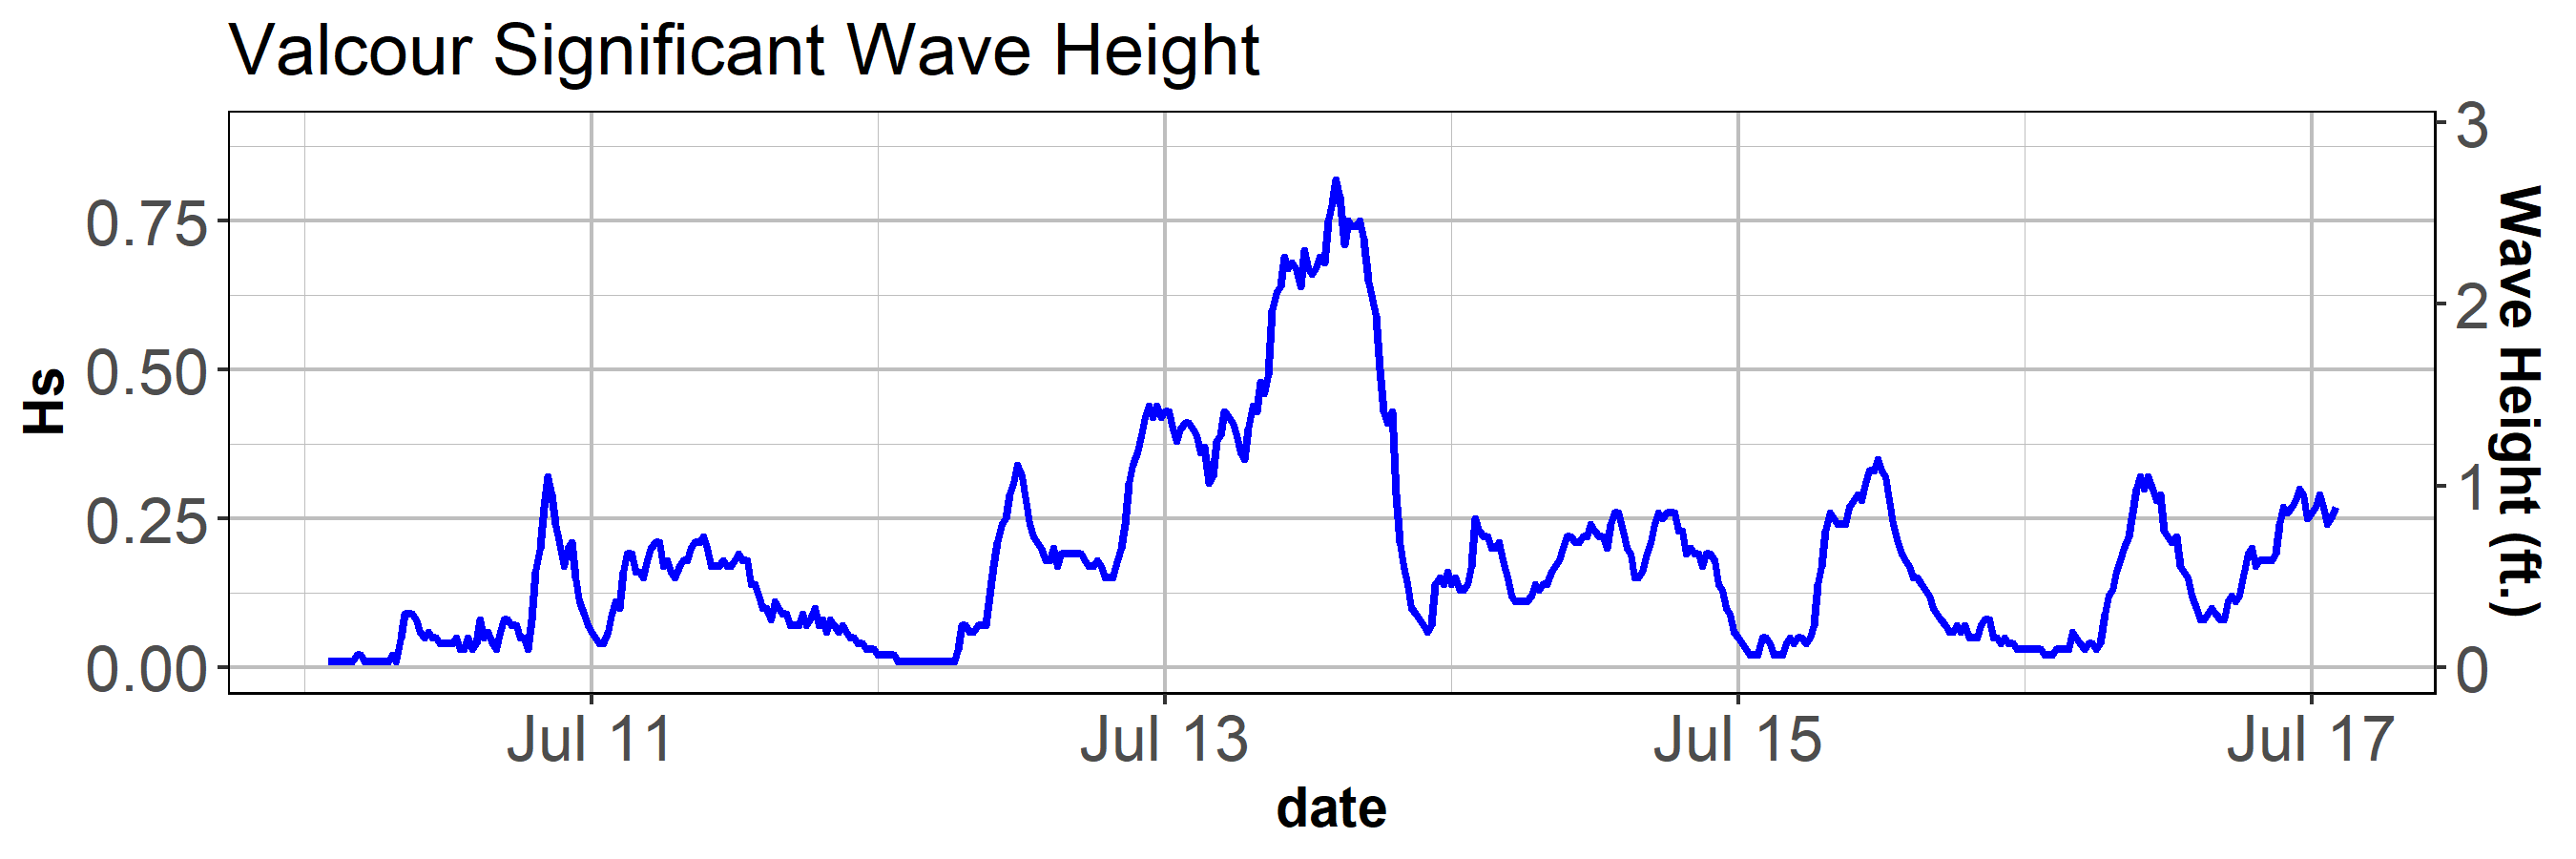 Valcour Significant Wave Height
Hs
0.75
0.50
0.25
0.00
3
2
1
0
Wave Height (ft.)
Jul 11
Jul 13
Jul 15
Jul 17
date